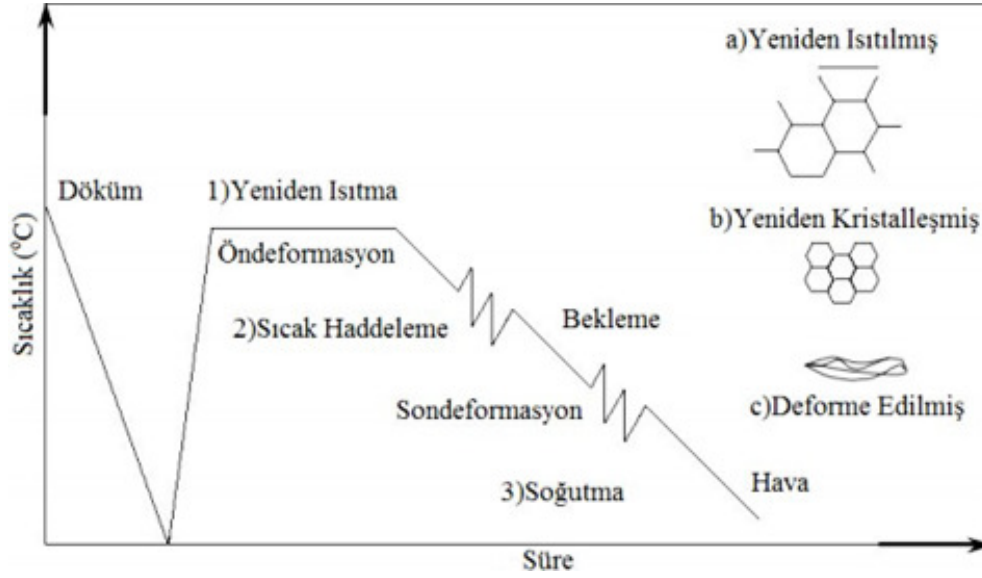 a)Yeniden Isıtılmış
Döküm
1)Yeniden Isıtma
b)Yeniden Kristalleşmiş
Öndeformasyon
Sıcaklık (⁰C)
2)Sıcak Haddeleme
Bekleme
Sondeformasyon
c)Deforme Edilmiş
3)Soğutma
Hava
Süre